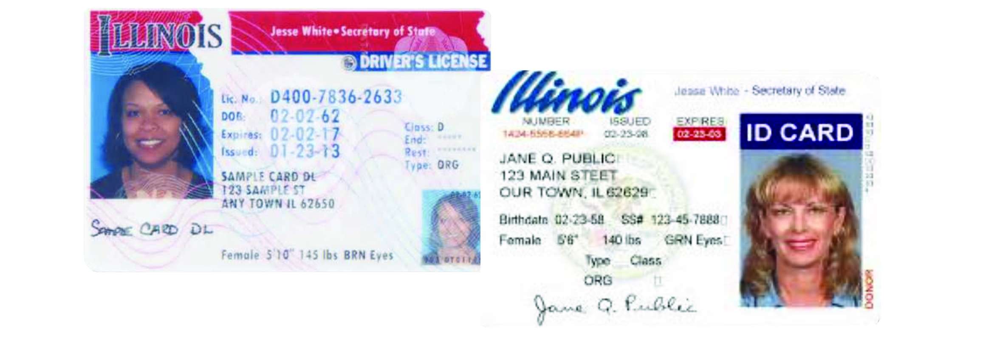 ILLINOIS
Jesse White•Secretary of State
DRIVER'S LICENSE
Lic. No.: D400-7836-2633
DOB: 02-02-62
Expires: 02-02-17
Issued: 01-23-13
Class: D
End: *****
Rest: ********
Type: ORG
SAMPLE CARD DL
123 SAMPLE ST
ANY TOWN IL 62650
SAMPLE CARD DL
Female 5'10" 145 lbs BRN Eyes
Illinois
Jesse White - Secretary of State
NUMBER ISSUED EXPIRES
02-23-98 02-23-03
ID CARD
JANE Q. PUBLIC
123 MAIN STEET
OUR TOWN, IL 62629
Birthdate 02-23-58 SS# 123-45-7888
Female 5'6" 140 lbs GRN Eyes
Type Class
ORG
Jane Q. Public
DONOR